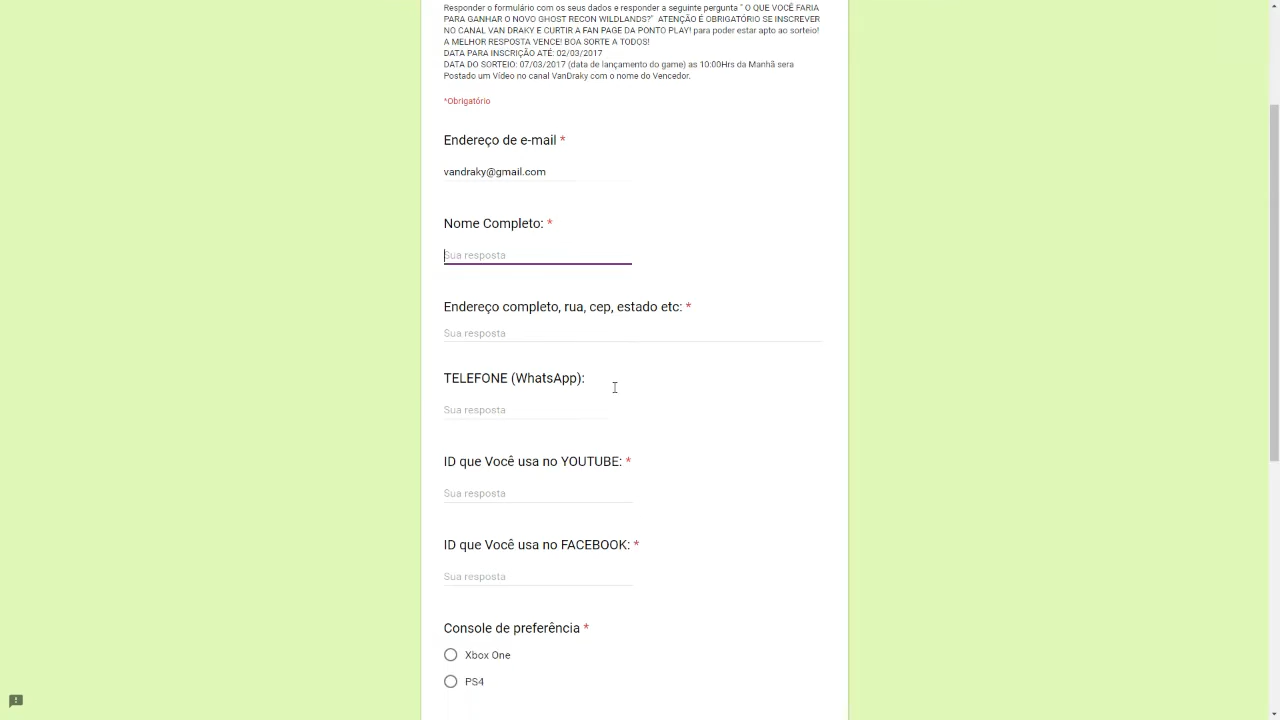 Responder o formulário com os seus dados e responder a seguinte pergunta " O QUE VOCÊ FARIA
PARA GANHAR O NOVO GHOST RECON WILDLANDS?" ATENÇÃO É OBRIGATÓRIO SE INSCREVER
NO CANAL VAN DRAKY E CURTIR A FAN PAGE DA PONTO PLAY! para poder estar apto ao sorteio!
A MELHOR RESPOSTA VENCE! BOA SORTE A TODOS!
DATA PARA INSCRIÇÃO ATÉ: 02/03/2017
DATA DO SORTEIO: 07/03/2017 (data de lançamento do game) as 10:00Hrs da Manhã sera
Postado um Vídeo no canal VanDraky com o nome do Vencedor.
*Obrigatório
Endereço de e-mail *
vandraky@gmail.com
Nome Completo: *
Sua resposta
Endereço completo, rua, cep, estado etc: *
Sua resposta
TELEFONE (WhatsApp):
Sua resposta
ID que Você usa no YOUTUBE: *
Sua resposta
ID que Você usa no FACEBOOK: *
Sua resposta
Console de preferência *
Xbox One
PS4